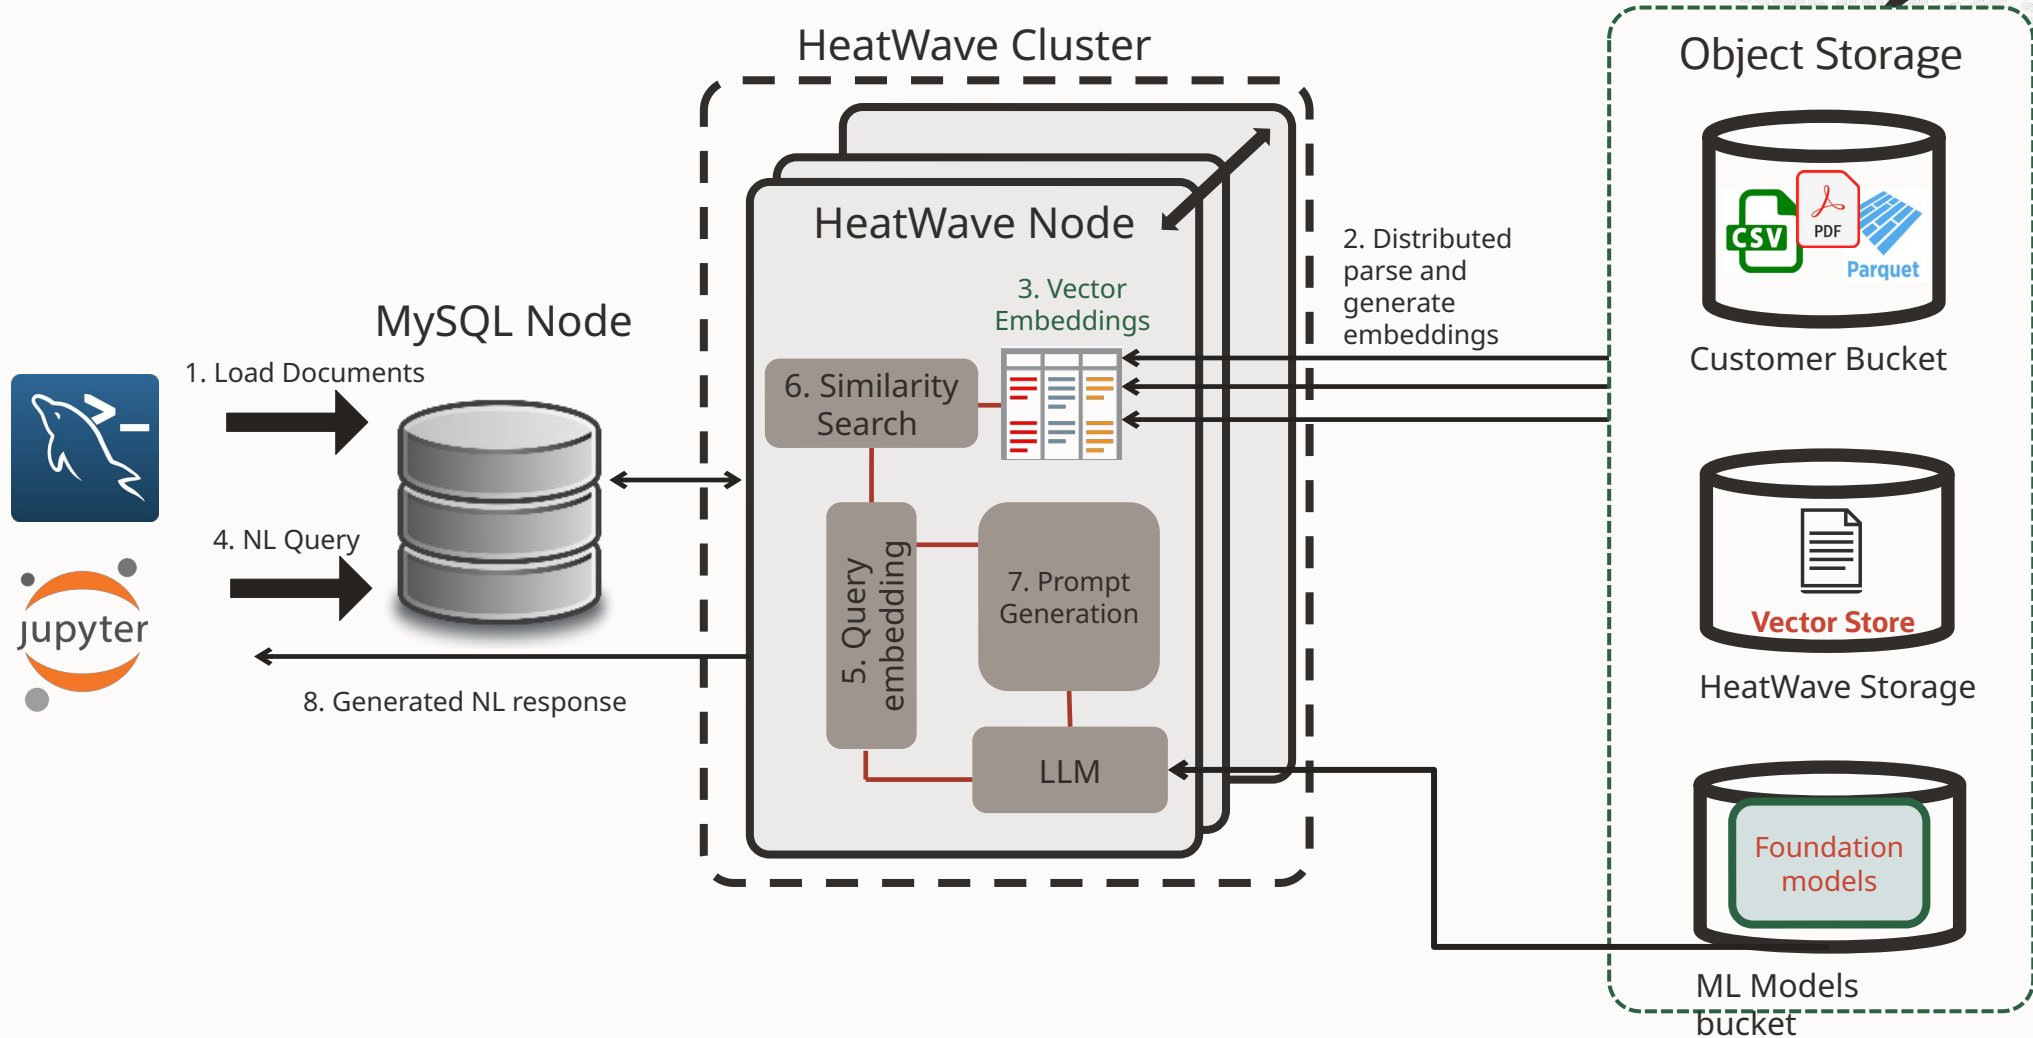 HeatWave Cluster
Object Storage
HeatWave Node
CSV
PDF
Parquet
2. Distributed
parse and
generate
embeddings
3. Vector
Embeddings
MySQL Node
Customer Bucket
1. Load Documents
6. Similarity
Search
4. NL Query
5. Query
embedding
7. Prompt
Generation
jupyter
Vector Store
HeatWave Storage
8. Generated NL response
LLM
Foundation
models
ML Models
bucket